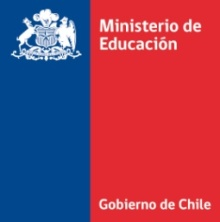 Ministerio de
Educación
Gobierno de Chile